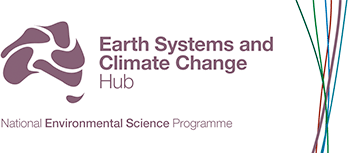 Earth Systems and
Climate Change
Hub
National Environmental Science Programme